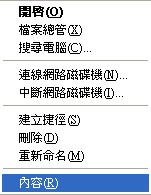 開啓(O)
檔案總管(X)
搜尋電腦(C)...
連線網路磁碟機(N)...
中斷網路磁碟機(I)...
建立捷徑(S)
刪除(D)
重新命名(M)
內容(R)